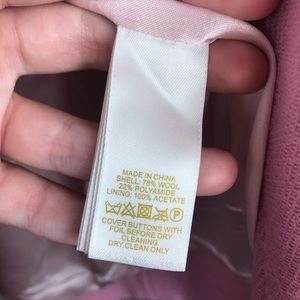 MADE IN CHINA
SHELL: 78% WOOL
22% POLYAMIDE
LINING: 100% ACETATE
P
COVER BUTTONS WITH
FOIL BEFORE DRY
CLEANING
DRY CLEAN ONLY